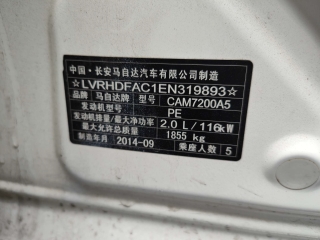 中国·长安马自达汽车有限公司制造
☆LVRHDFAC1EN319893☆
品牌 马自达牌 型号 CAM7200A5
发动机型号 PE
发动机排量/最大净功率 2.0 L/116kW
最大允许总质量 1855 kg
制造年月 2014-09 乘座人数 5